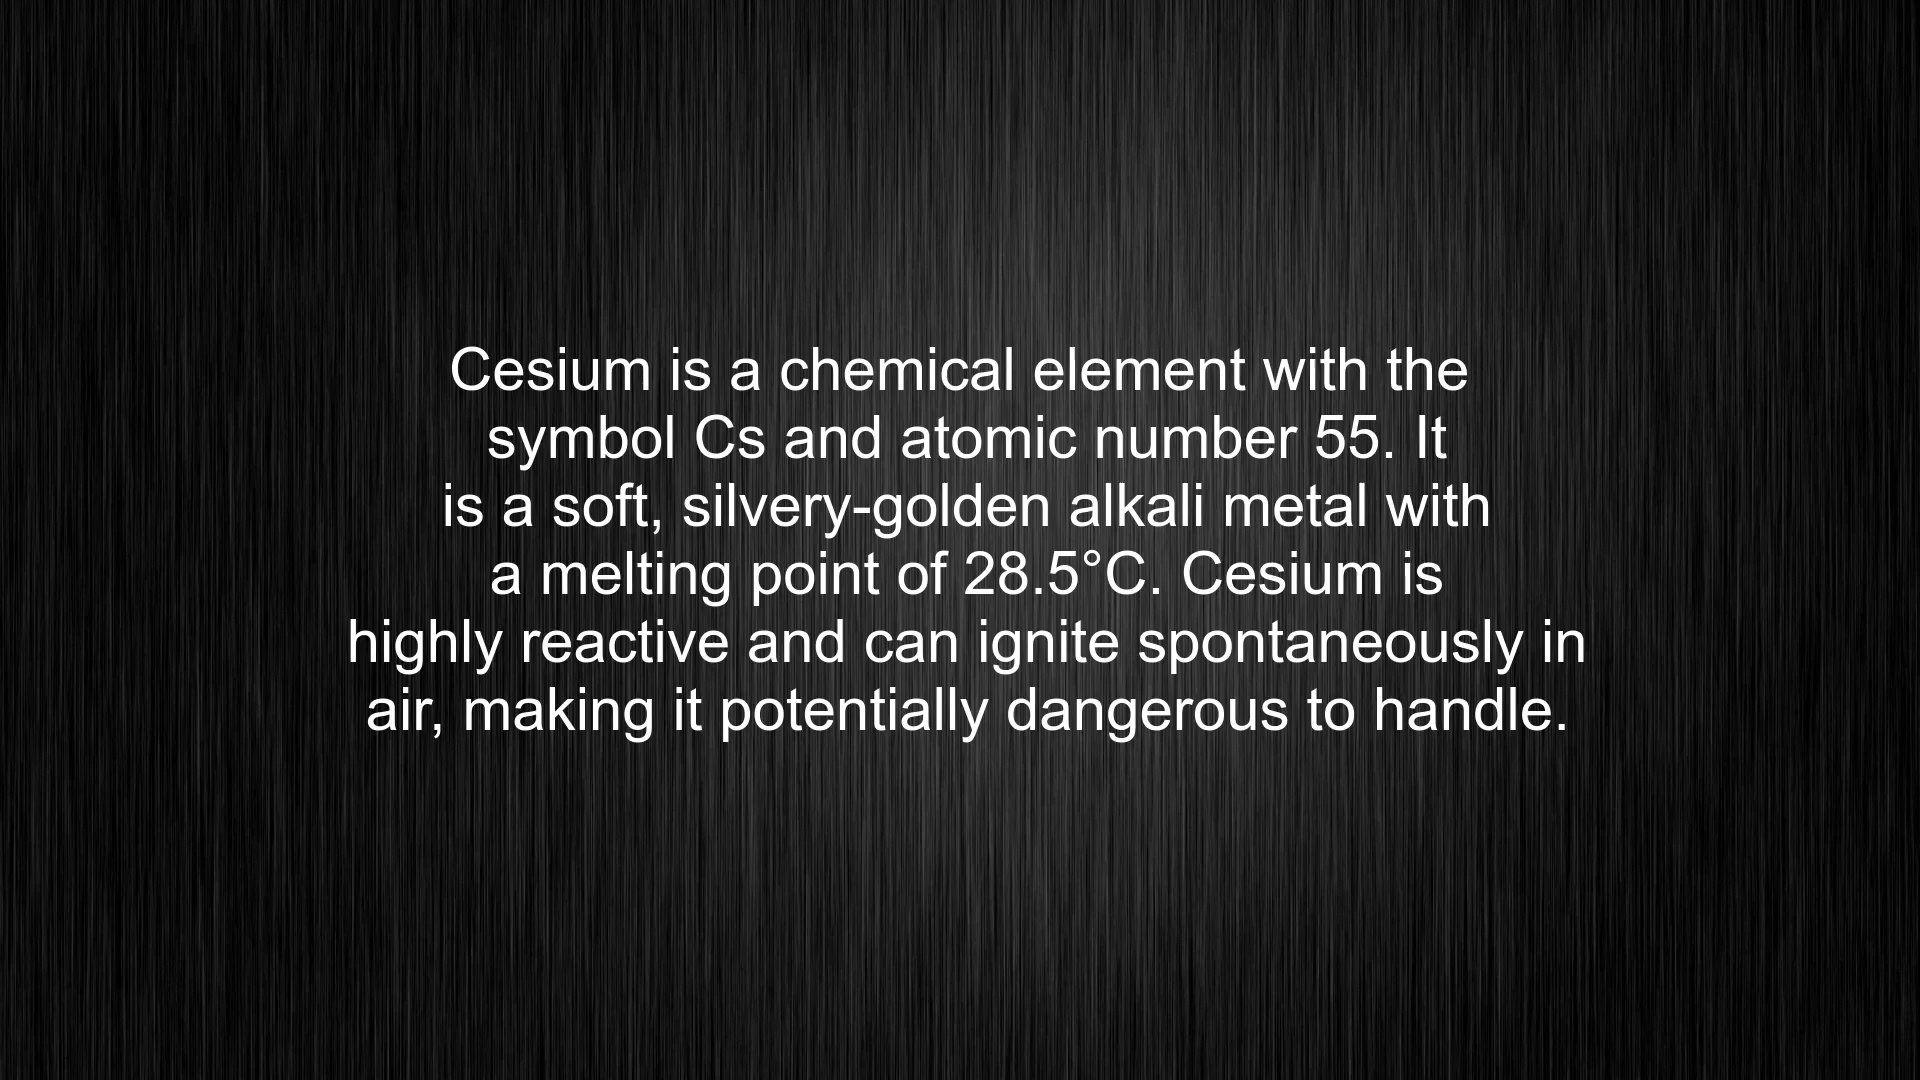 Cesium is a chemical element with the
symbol Cs and atomic number 55. It
is a soft, silvery-golden alkali metal with
a melting point of 28.5°C. Cesium is
highly reactive and can ignite spontaneously in
air, making it potentially dangerous to handle.